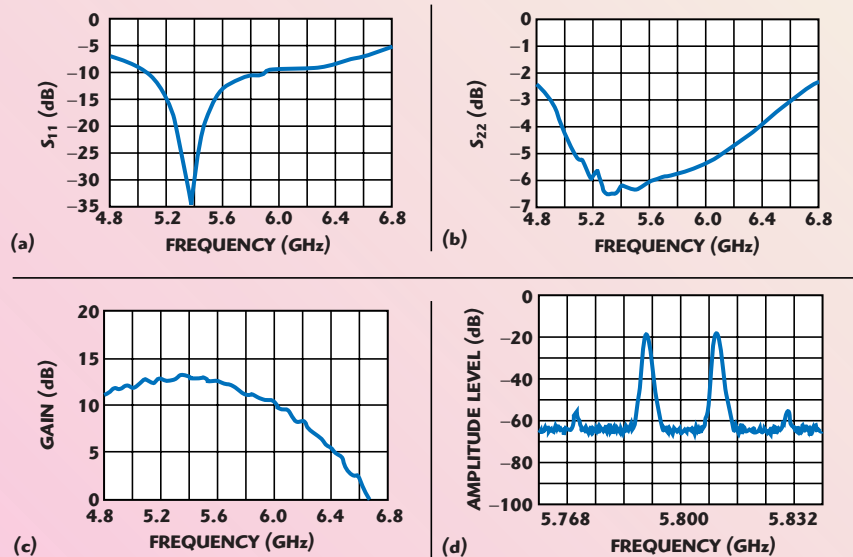 0
−5
−10
−15
−20
−25
−30
−35
S11 (dB)
4.8 5.2 5.6 6.0 6.4 6.8
(a) FREQUENCY (GHz)
0
−1
−2
−3
−4
−5
−6
−7
S22 (dB)
4.8 5.2 5.6 6.0 6.4 6.8
(b) FREQUENCY (GHz)
20
15
10
5
0
GAIN (dB)
4.8 5.2 5.6 6.0 6.4 6.8
(c) FREQUENCY (GHz)
0
−20
−40
−60
−80
−100
AMPLITUDE LEVEL (dB)
5.768 5.800 5.832
(d) FREQUENCY (GHz)